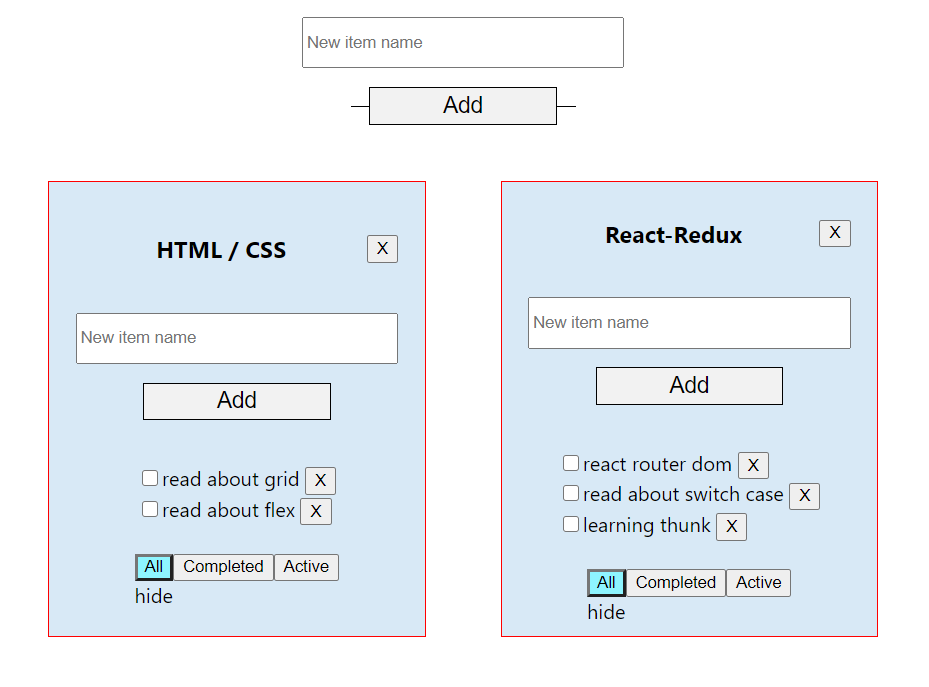 New item name
Add
HTML / CSS X
New item name
Add
read about grid X
read about flex X
All Completed Active
hide
React-Redux X
New item name
Add
react router dom X
read about switch case X
learning thunk X
All Completed Active
hide